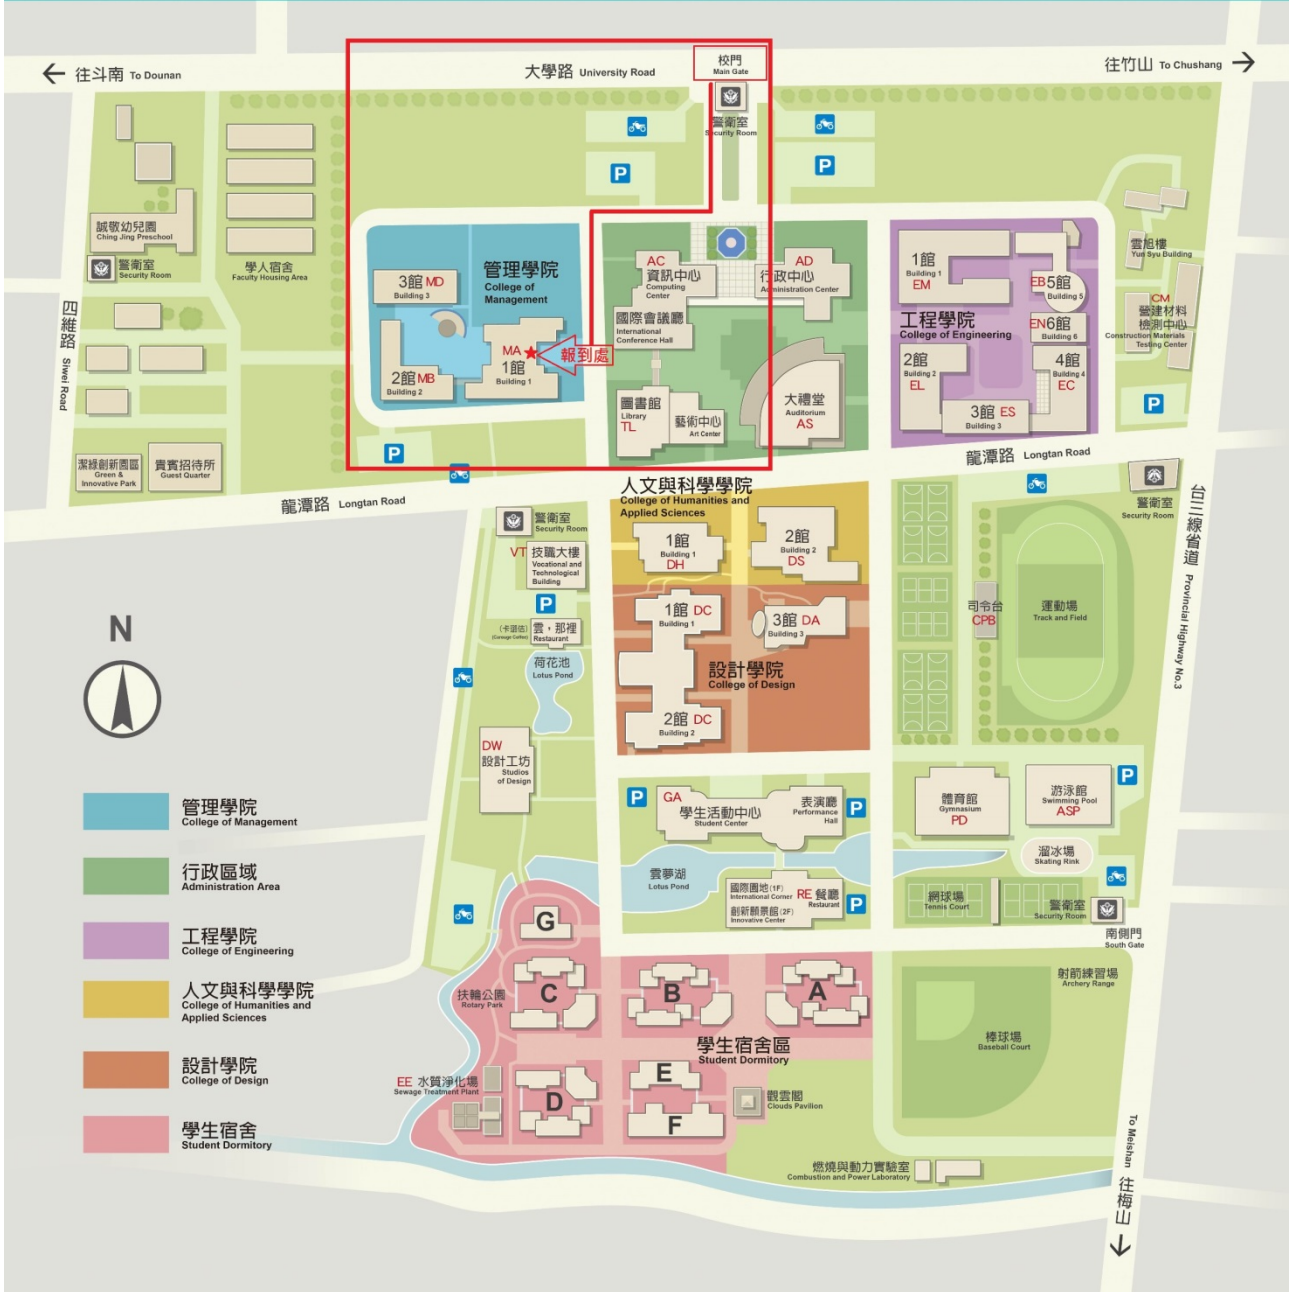 往斗南 To Dounan
大學路 University Road
校門
Main Gate
往竹山 To Chushang
警衛室
Security Room
P
P
誠敬幼兒園
Ching Jing Preschool
警衛室
Security Room
學人宿舍
Faculty Housing Area
四維路 Siwei Road
潔綠創新園區
Green &
Innovative Park
貴賓招待所
Guest Quarter
管理學院
College of
Management
3館 MD
Building 3
MA
1館
Building 1
報到處
2館 MB
Building 2
P
AC
資訊中心
Computing
Center
AD
行政中心
Administration Center
國際會議廳
International
Conference Hall
圖書館
Library
TL
藝術中心
Art Center
大禮堂
Auditorium
AS
1館
Building 1
EM
EB 5館
Building 5
EN 6館
Building 6
工程學院
College of Engineering
2館
Building 2
EL
4館
Building 4
EC
3館 ES
Building 3
雲旭樓
Yun Syu Building
CM
營建材料
檢測中心
Construction Materials
Testing Center
P
龍潭路 Longtan Road
龍潭路 Longtan Road
警衛室
Security Room
台三線省道 Provincial Highway No.3
人文與科學學院
College of Humanities and
Applied Sciences
警衛室
Security Room
VT 技職大樓
Vocational and
Technological
Building
P
雲，那裡
Restaurant
荷花池
Lotus Pond
1館
Building 1
DH
2館
Building 2
DS
1館 DC
Building 1
3館 DA
Building 3
設計學院
College of Design
2館 DC
Building 2
司令台
CPB
運動場
Track and Field
DW
設計工坊
Studios
of Design
P
GA
學生活動中心
Student Center
表演廳
Performance
Hall
P
體育館
Gymnasium
PD
游泳館
Swimming Pool
ASP
P
溜冰場
Skating Rink
雲夢湖
Lotus Pond
國際園地(1F)
International Corner
創新願景館(2F)
Innovative Center
RE 餐廳
Restaurant
P
網球場
Tennis Court
警衛室
Security Room
南側門
South Gate
N
管理學院
College of Management
行政區域
Administration Area
工程學院
College of Engineering
人文與科學學院
College of Humanities and
Applied Sciences
設計學院
College of Design
學生宿舍
Student Dormitory
G
C
B
A
扶輪公園
Rotary Park
學生宿舍區
Student Dormitory
EE 水質淨化場
Sewage Treatment Plant
D
E
F
觀雲閣
Clouds Pavilion
射箭練習場
Archery Range
棒球場
Baseball Court
燃燒與動力實驗室
Combustion and Power Laboratory
To Meishan 往梅山